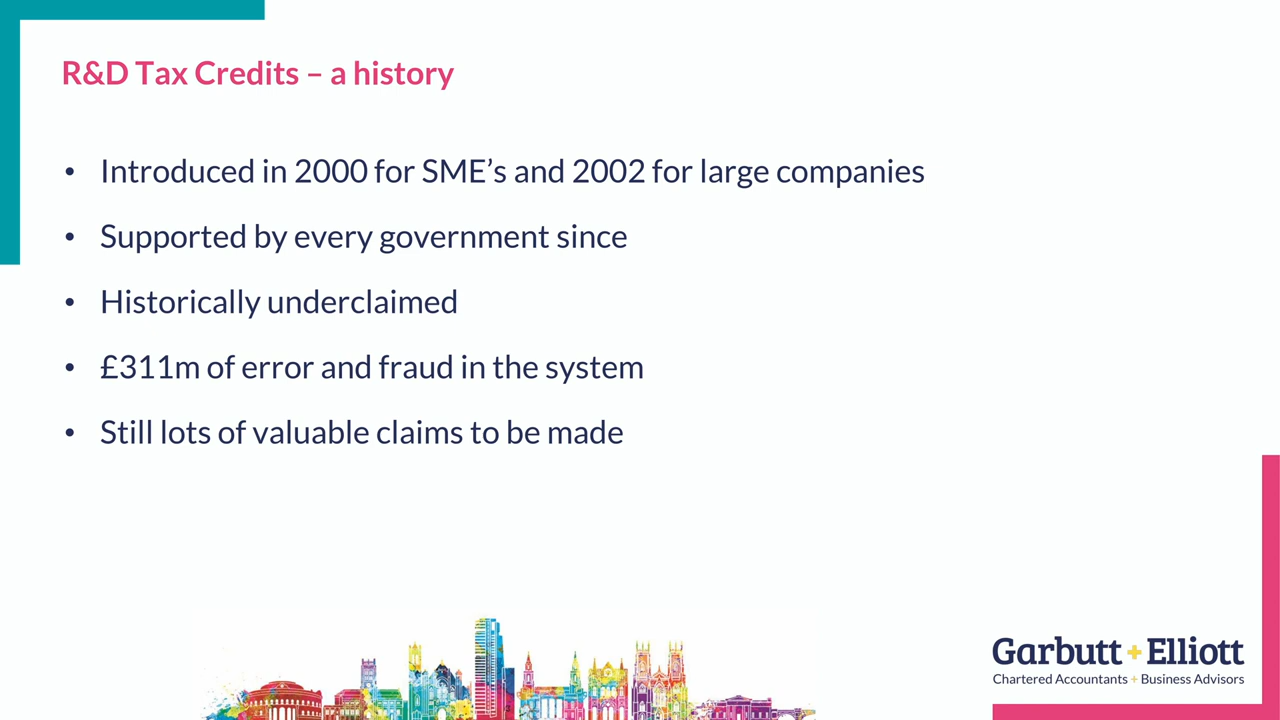 R&D Tax Credits – a history
• Introduced in 2000 for SME’s and 2002 for large companies
• Supported by every government since
• Historically underclaimed
• £311m of error and fraud in the system
• Still lots of valuable claims to be made
Garbutt + Elliott
Chartered Accountants + Business Advisors